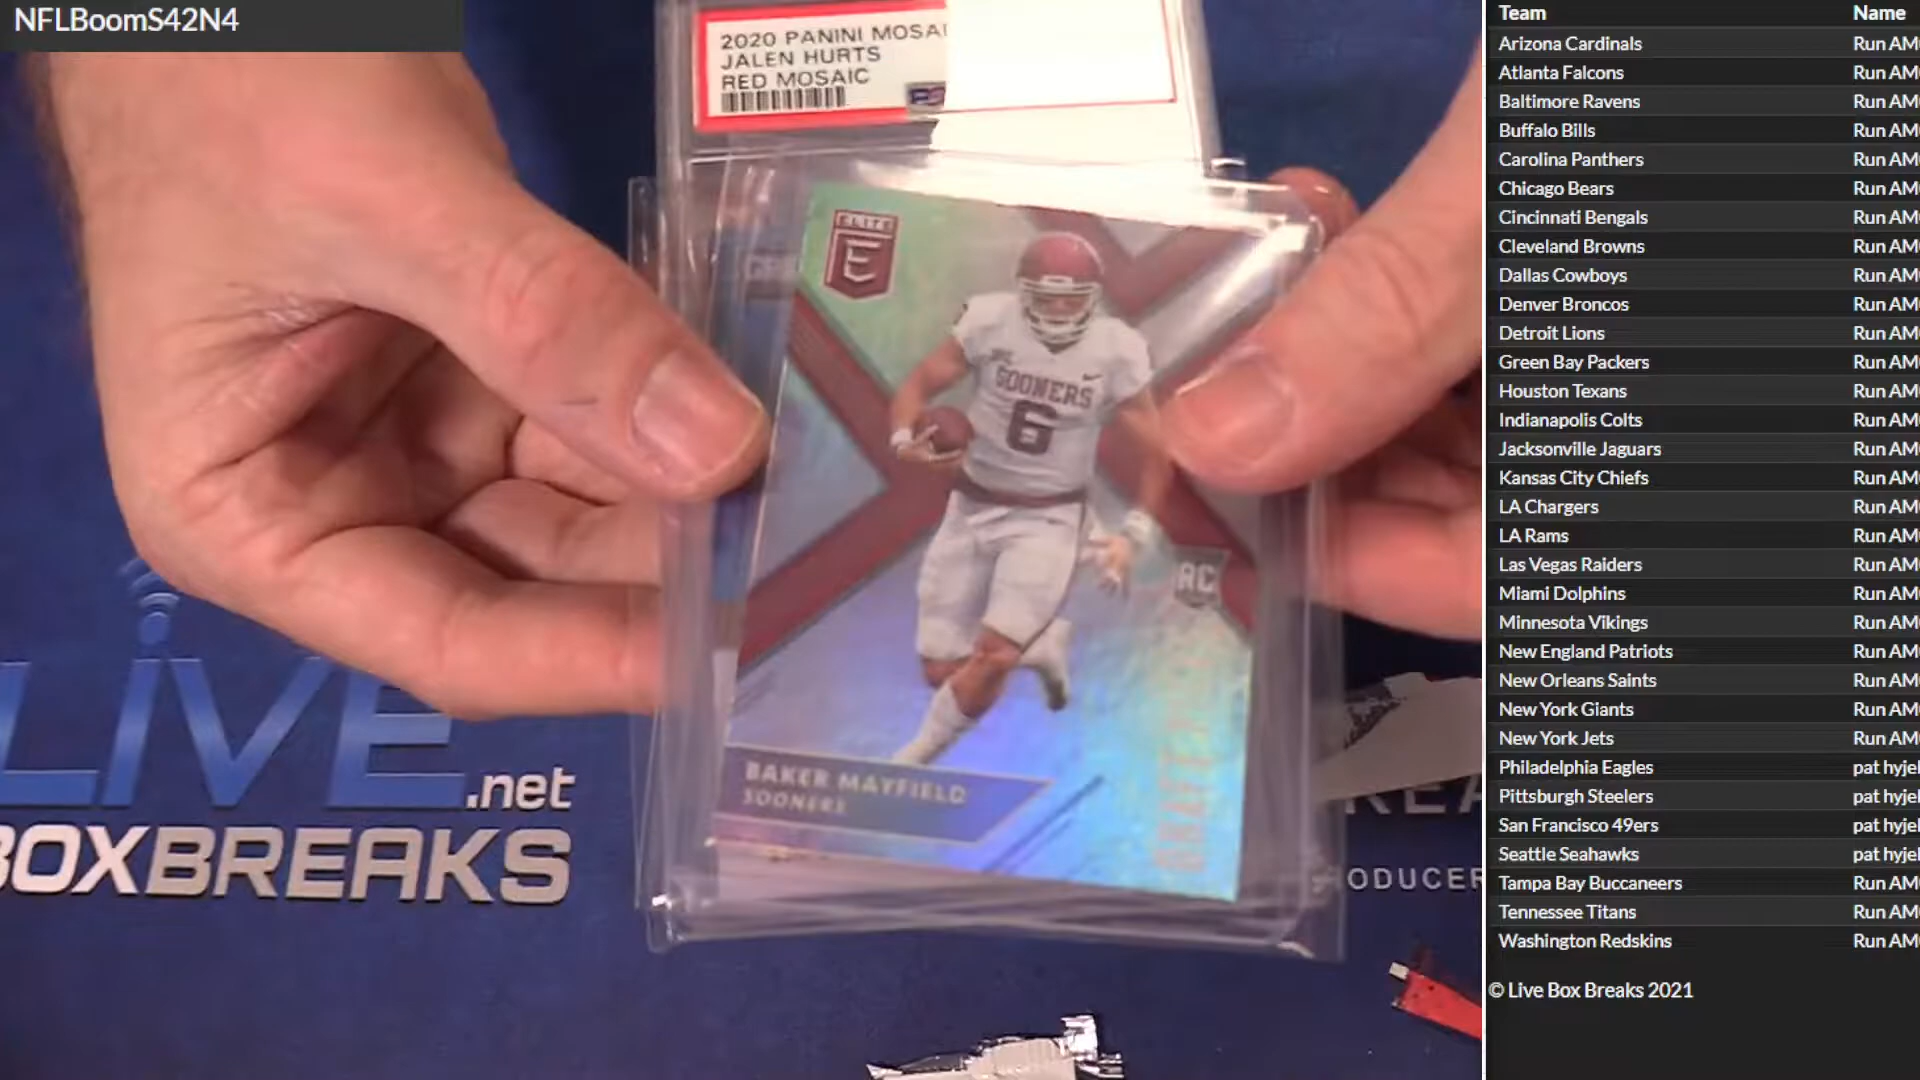 NFLBoomS42N4
2020 PANINI MOSAI
JALEN HURTS
RED MOSAIC
ELITE
E
SOONERS
6
RC
BAKER MAYFIELD
SOONERS
LIVE
.net
BOXBREAKS
REA
ODUCER
Team Name
Arizona Cardinals Run AM
Atlanta Falcons Run AM
Baltimore Ravens Run AM
Buffalo Bills Run AM
Carolina Panthers Run AM
Chicago Bears Run AM
Cincinnati Bengals Run AM
Cleveland Browns Run AM
Dallas Cowboys Run AM
Denver Broncos Run AM
Detroit Lions Run AM
Green Bay Packers Run AM
Houston Texans Run AM
Indianapolis Colts Run AM
Jacksonville Jaguars Run AM
Kansas City Chiefs Run AM
LA Chargers Run AM
LA Rams Run AM
Las Vegas Raiders Run AM
Miami Dolphins Run AM
Minnesota Vikings Run AM
New England Patriots Run AM
New Orleans Saints Run AM
New York Giants Run AM
New York Jets Run AM
Philadelphia Eagles pat hyjel
Pittsburgh Steelers pat hyjel
San Francisco 49ers pat hyjel
Seattle Seahawks pat hyjel
Tampa Bay Buccaneers Run AM
Tennessee Titans Run AM
Washington Redskins Run AM
© Live Box Breaks 2021